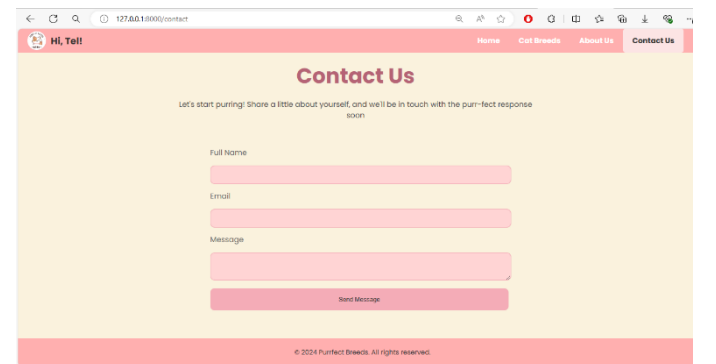 127.0.0.1:8000/contact
Hi, Tel!
Home Cat Breeds About Us Contact Us
Contact Us
Let's start purring! Share a little about yourself, and we'll be in touch with the purr-fect response
soon
Full Name
Email
Message
Send Message
© 2024 Purrfect Breeds. All rights reserved.